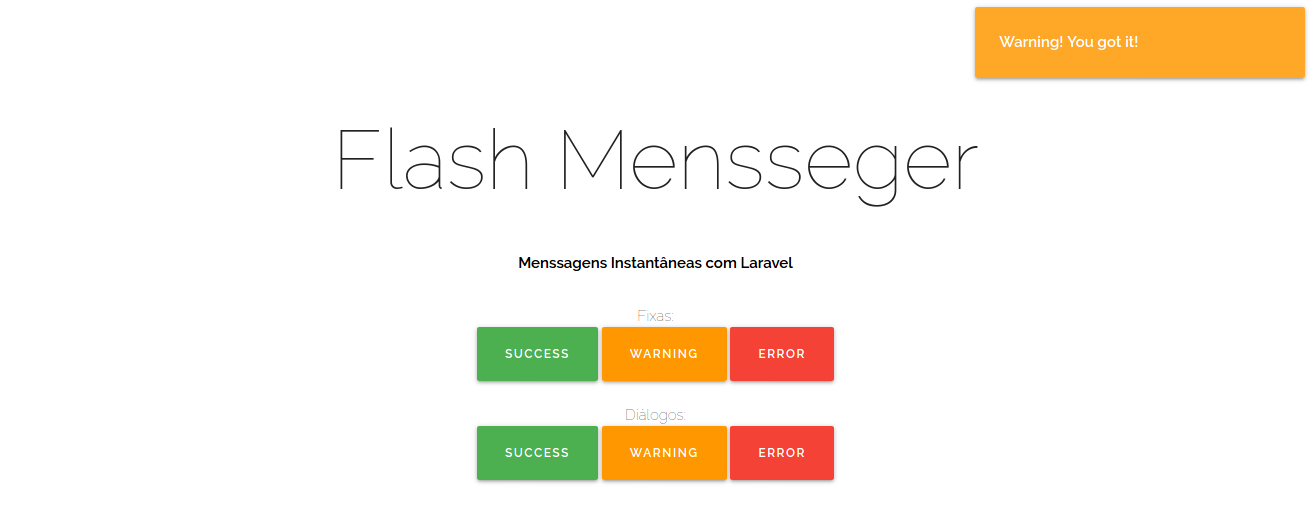 Warning! You got it!
Flash Mensseger
Menssagens Instantâneas com Laravel
Fixas:
SUCCESS WARNING ERROR
Diálogos:
SUCCESS WARNING ERROR